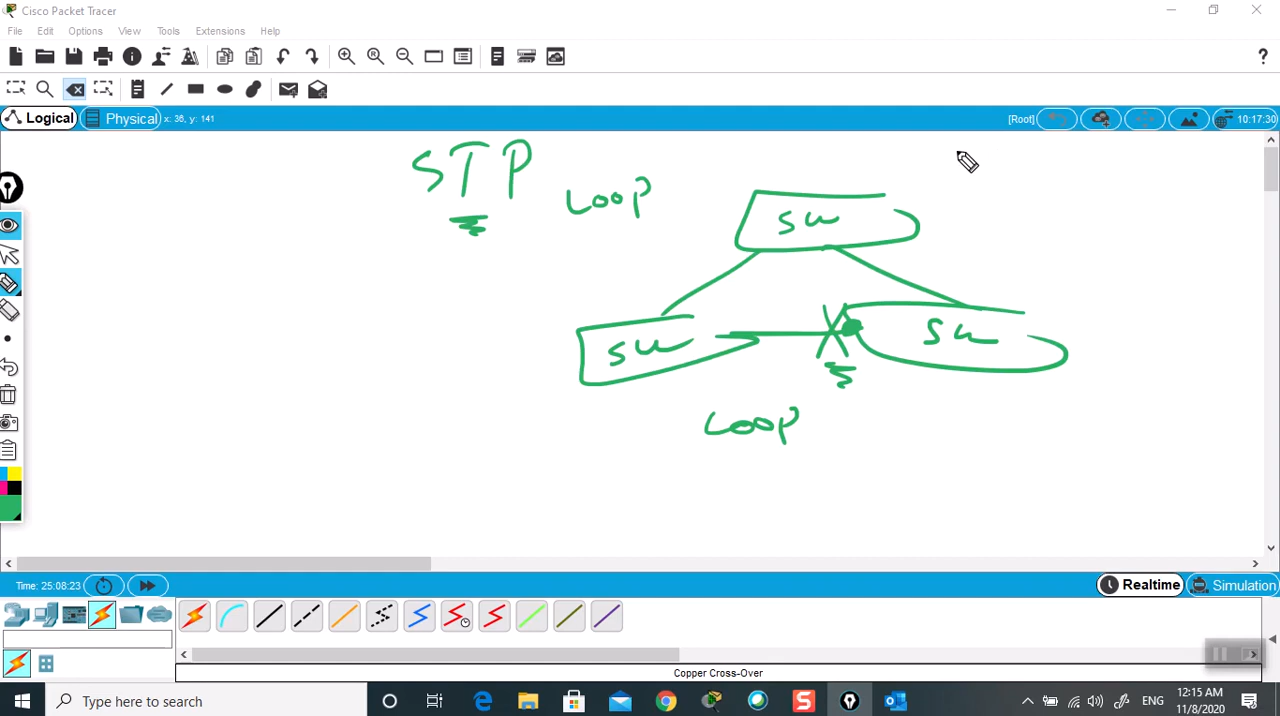 Cisco Packet Tracer
File Edit Options View Tools Extensions Help
Logical Physical x: 36, y: 141 [Root] 10:17:30
STP
LOOP
SW
SW
SW
LOOP
Time: 25:08:23 Realtime Simulation
Copper Cross-Over
Type here to search
ENG
12:15 AM
11/8/2020